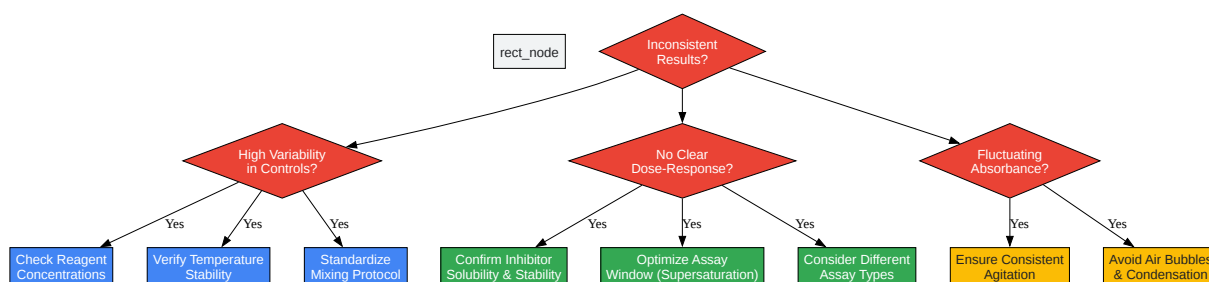 rect_node
Inconsistent
Results?
High Variability
in Controls?
No Clear
Dose-Response?
Fluctuating
Absorbance?
Yes
Yes
Yes
Yes
Yes
Yes
Yes
Yes
Check Reagent
Concentrations
Verify Temperature
Stability
Standardize
Mixing Protocol
Confirm Inhibitor
Solubility & Stability
Optimize Assay
Window (Supersaturation)
Consider Different
Assay Types
Ensure Consistent
Agitation
Avoid Air Bubbles
& Condensation